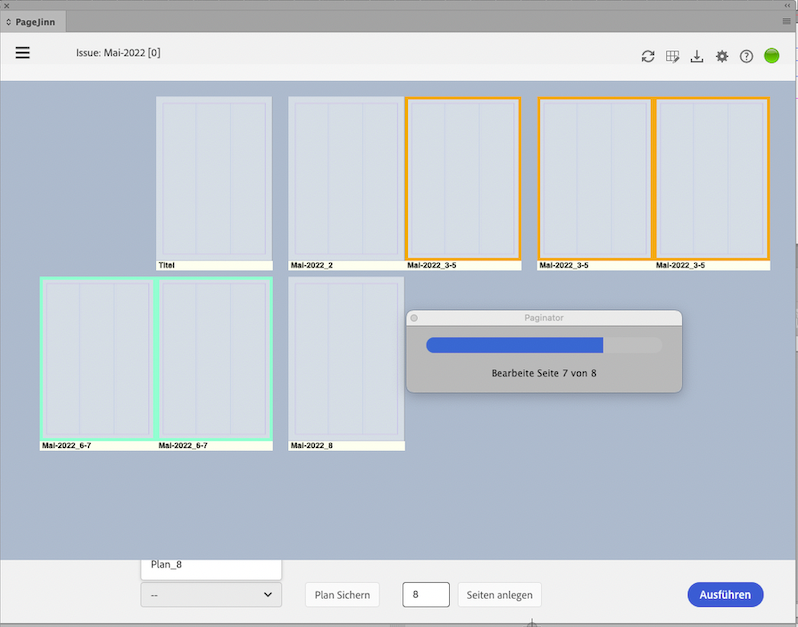 PageJinn
Issue: Mai-2022 [0]
Titel
Mai-2022_2
Mai-2022_3-5
Mai-2022_3-5
Mai-2022_3-5
Paginator
Bearbeite Seite 7 von 8
Mai-2022_6-7
Mai-2022_6-7
Mai-2022_8
Plan_8
--
Plan Sichern
8
Seiten anlegen
Ausführen